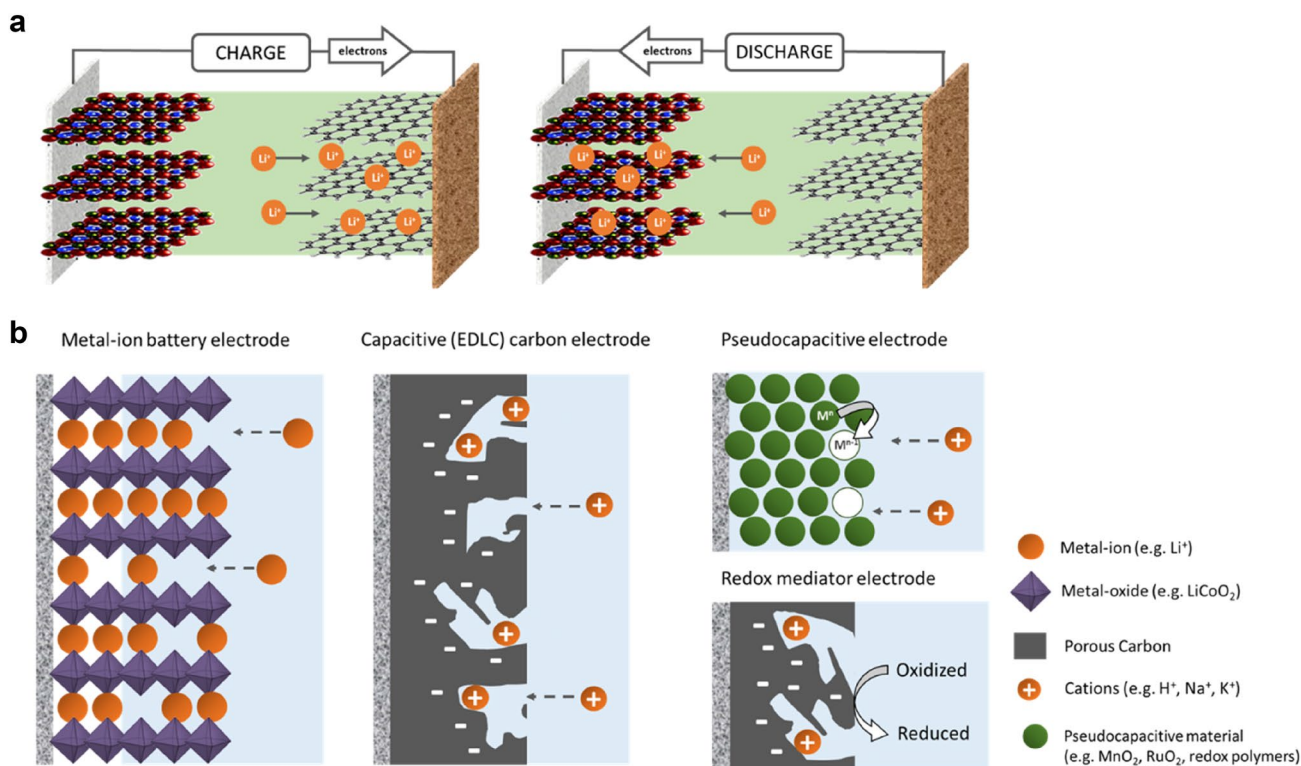 a
CHARGE
electrons
electrons
DISCHARGE
Li⁺ Li⁺ Li⁺
Li⁺
Li⁺ Li⁺ Li⁺
Li⁺ Li⁺ Li⁺
Li⁺
Li⁺ Li⁺ Li⁺
b
Metal-ion battery electrode
Capacitive (EDLC) carbon electrode
Pseudocapacitive electrode
Mⁿ
Mⁿ⁻¹
Redox mediator electrode
Oxidized
Reduced
Metal-ion (e.g. Li⁺)
Metal-oxide (e.g. LiCoO₂)
Porous Carbon
Cations (e.g. H⁺, Na⁺, K⁺)
Pseudocapacitive material
(e.g. MnO₂, RuO₂, redox polymers)